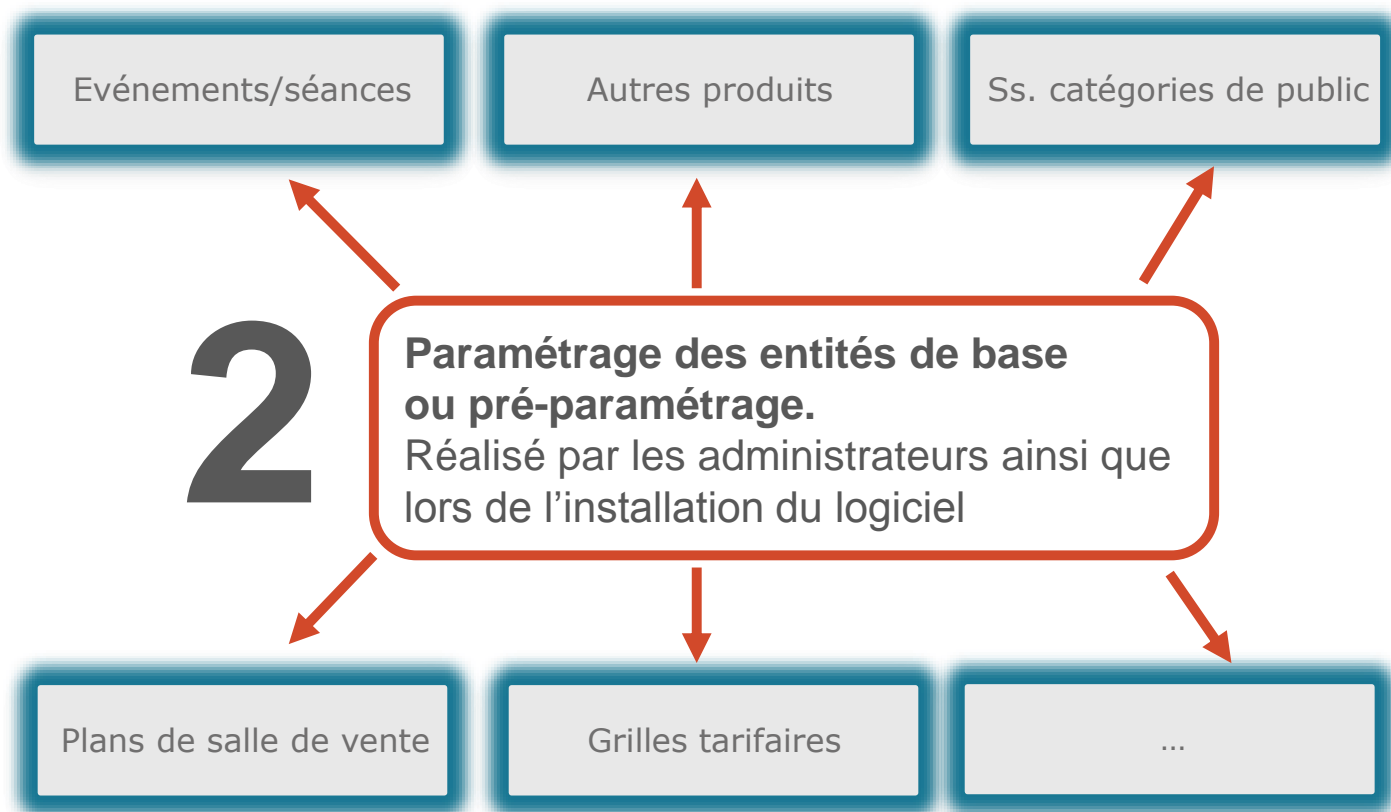 Evénements/séances
Autres produits
Ss. catégories de public
2
Paramétrage des entités de base
ou pré-paramétrage.
Réalisé par les administrateurs ainsi que
lors de l’installation du logiciel
Plans de salle de vente
Grilles tarifaires
…